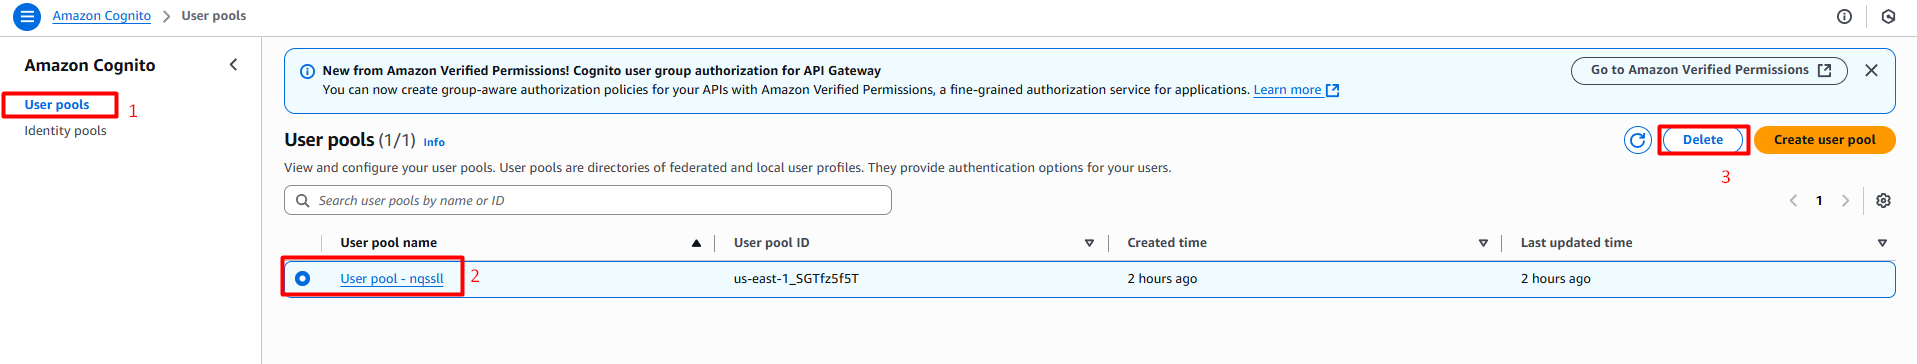 Amazon Cognito > User pools
Amazon Cognito
User pools 1
Identity pools
New from Amazon Verified Permissions! Cognito user group authorization for API Gateway
You can now create group-aware authorization policies for your APIs with Amazon Verified Permissions, a fine-grained authorization service for applications. Learn more
Go to Amazon Verified Permissions
User pools (1/1) Info
Delete
Create user pool
3
View and configure your user pools. User pools are directories of federated and local user profiles. They provide authentication options for your users.
Search user pools by name or ID
1
User pool name User pool ID Created time Last updated time
User pool - nqssll 2 us-east-1_SGTfz5f5T 2 hours ago 2 hours ago